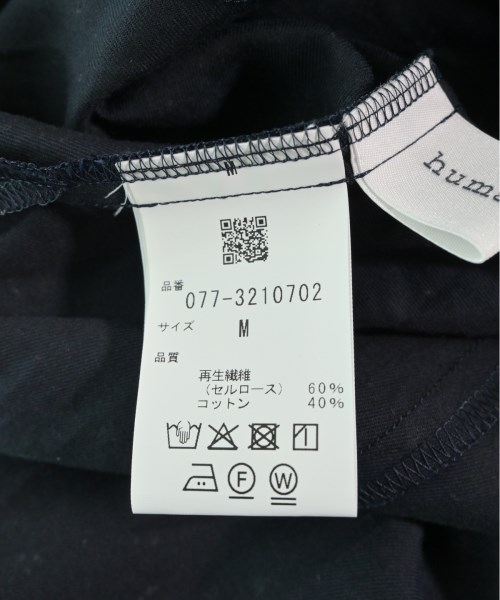 M
huma
品番 077-3210702
サイズ M
品質
再生繊維
(セルロース) 60%
コットン 40%
F W